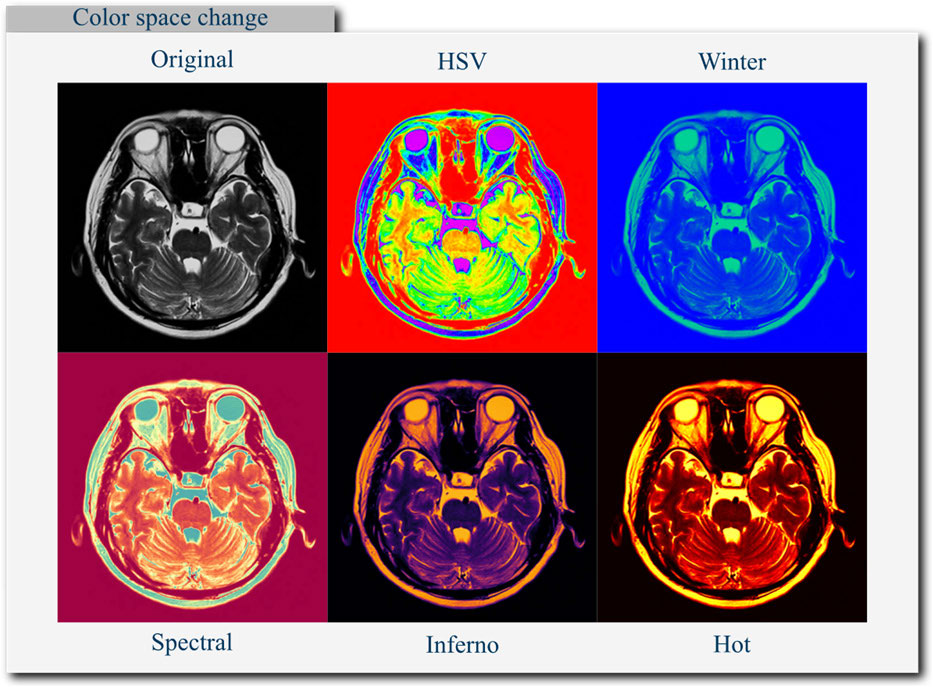 Color space change
Original
HSV
Winter
Spectral
Inferno
Hot